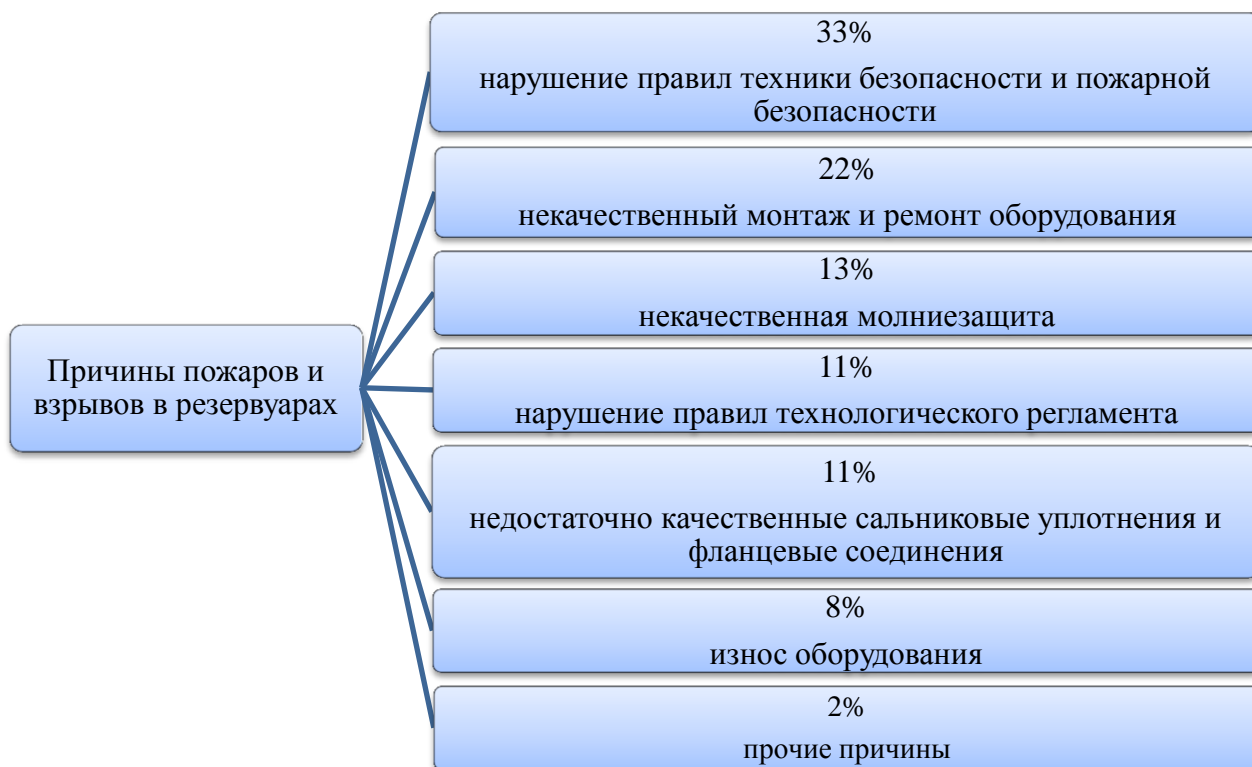 33%
нарушение правил техники безопасности и пожарной
безопасности
22%
некачественный монтаж и ремонт оборудования
13%
некачественная молниезащита
Причины пожаров и
взрывов в резервуарах
11%
нарушение правил технологического регламента
11%
недостаточно качественные сальниковые уплотнения и
фланцевые соединения
8%
износ оборудования
2%
прочие причины